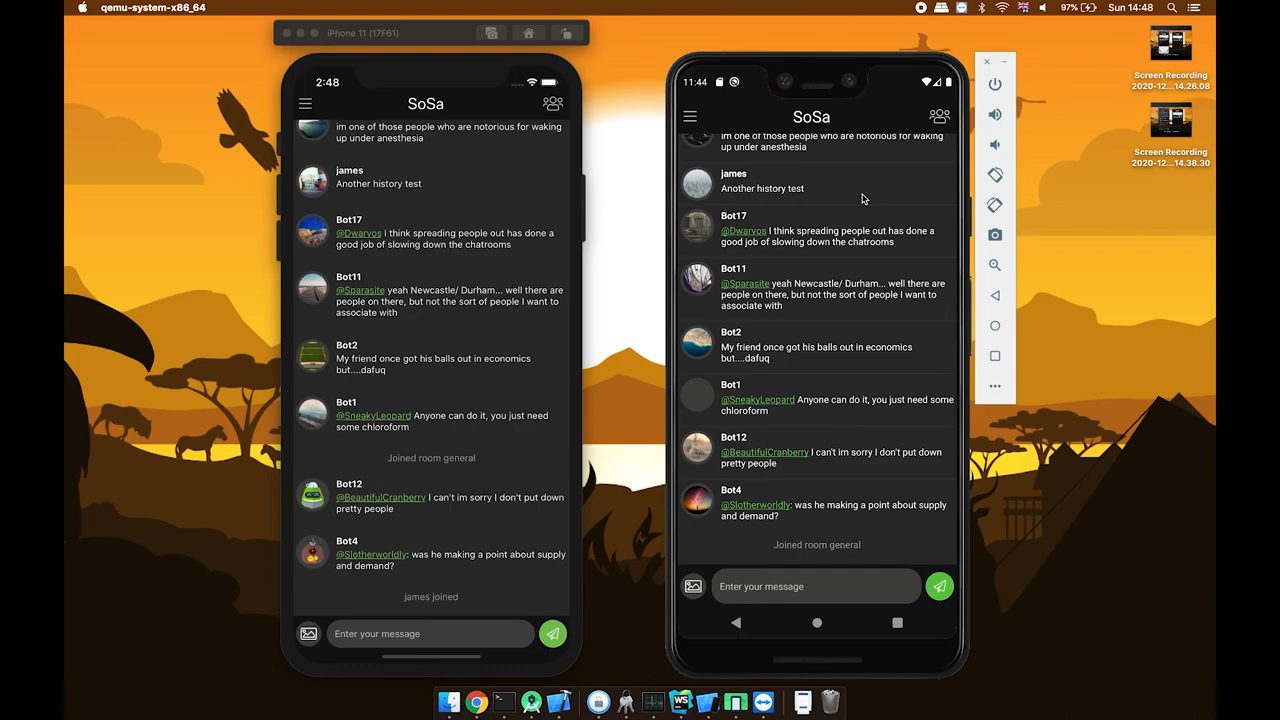 qemu-system-x86_64
97%
Sun 14:48
iPhone 11 (17F61)
2:48
SoSa
im one of those people who are notorious for waking
up under anesthesia
james
Another history test
Bot17
@Dwarvos I think spreading people out has done a
good job of slowing down the chatrooms
Bot11
@Sparasite yeah Newcastle/ Durham... well there are
people on there, but not the sort of people I want to
associate with
Bot2
My friend once got his balls out in economics
but....dafuq
Bot1
@SneakyLeopard Anyone can do it, you just need
some chloroform
Joined room general
Bot12
@BeautifulCranberry I can't im sorry I don't put down
pretty people
Bot4
@Slotherworldly: was he making a point about supply
and demand?
james joined
Enter your message
11:44
SoSa
im one of those people who are notorious for waking
up under anesthesia
james
Another history test
Bot17
@Dwarvos I think spreading people out has done a
good job of slowing down the chatrooms
Bot11
@Sparasite yeah Newcastle/ Durham... well there are
people on there, but not the sort of people I want to
associate with
Bot2
My friend once got his balls out in economics
but....dafuq
Bot1
@SneakyLeopard Anyone can do it, you just need some
chloroform
Bot12
@BeautifulCranberry I can't im sorry I don't put down
pretty people
Bot4
@Slotherworldly: was he making a point about supply
and demand?
Joined room general
Enter your message
Screen Recording
2020-12...14.26.08
Screen Recording
2020-12...14.38.30
WS